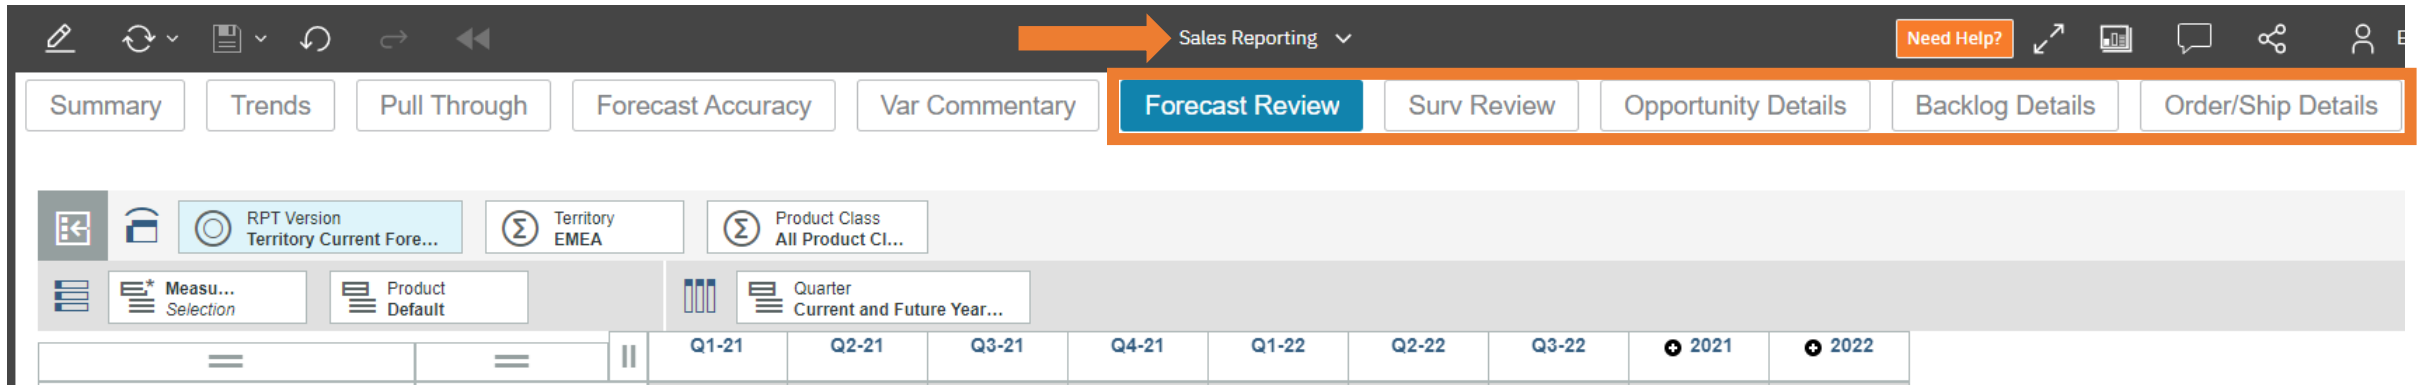 Sales Reporting
Need Help?
E
Summary
Trends
Pull Through
Forecast Accuracy
Var Commentary
Forecast Review
Surv Review
Opportunity Details
Backlog Details
Order/Ship Details
RPT Version
Territory Current Fore...
Territory
EMEA
Product Class
All Product Cl...
Measu...
Selection
Product
Default
Quarter
Current and Future Year...
Q1-21
Q2-21
Q3-21
Q4-21
Q1-22
Q2-22
Q3-22
2021
2022